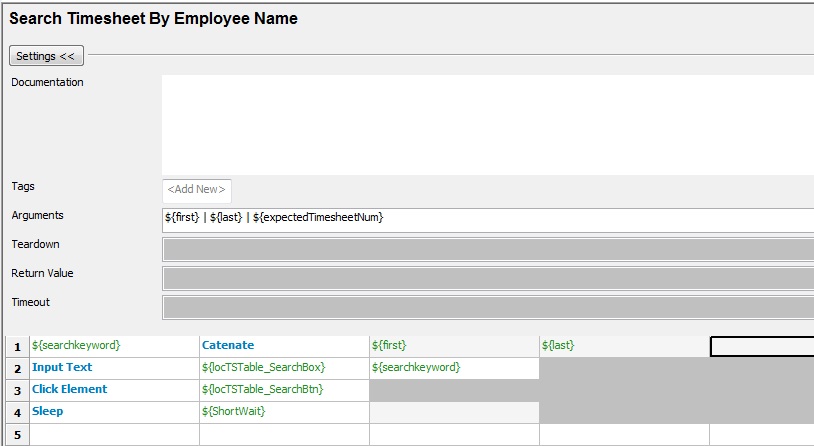 Search Timesheet By Employee Name
Settings <<
Documentation
Tags <Add New>
Arguments ${first} | ${last} | ${expectedTimesheetNum}
Teardown
Return Value
Timeout
1 ${searchkeyword} Catenate ${first} ${last}
2 Input Text ${locTSTable_SearchBox} ${searchkeyword}
3 Click Element ${locTSTable_SearchBtn}
4 Sleep ${ShortWait}
5